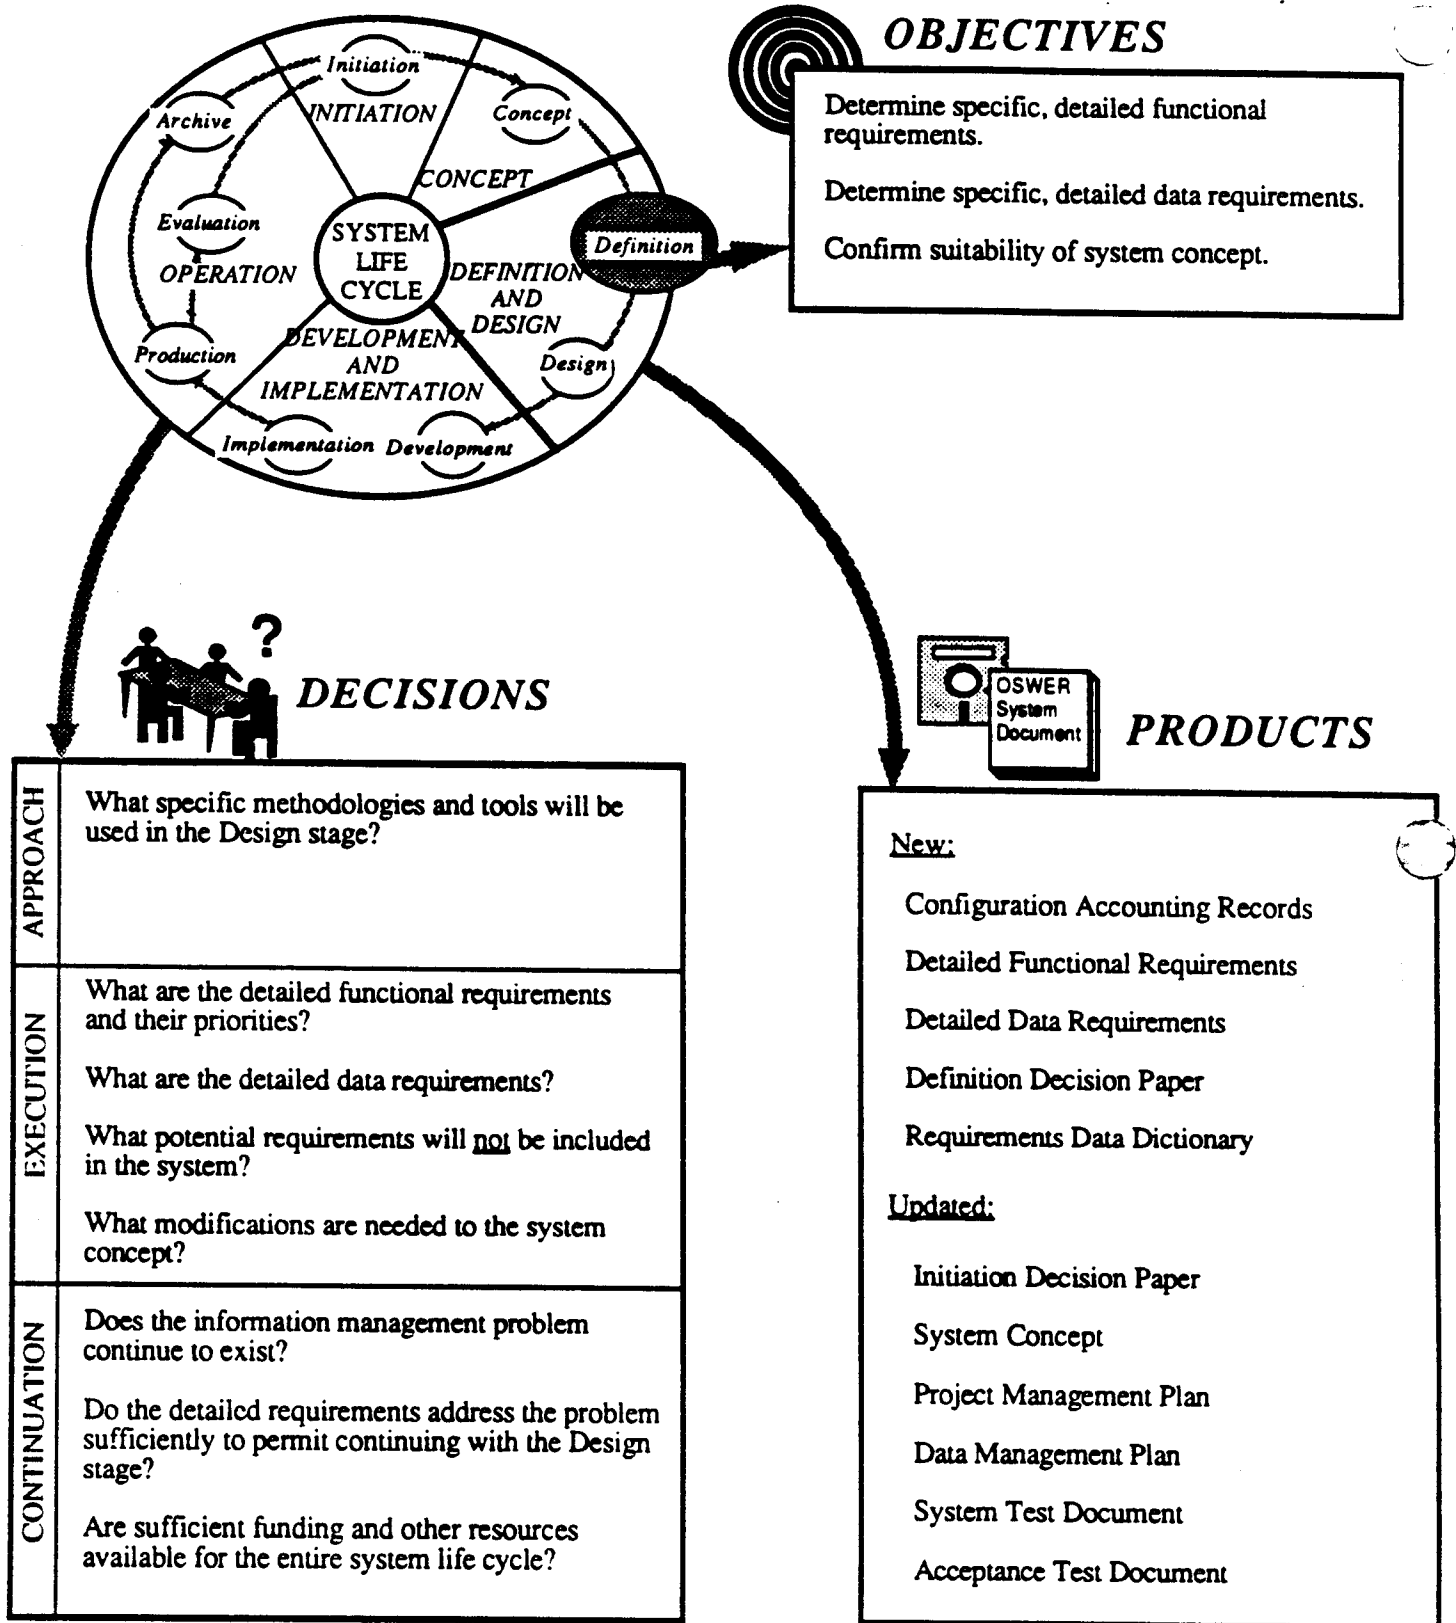 OBJECTIVES
Determine specific, detailed functional
requirements.
Determine specific, detailed data requirements.
Confirm suitability of system concept.
Initiation
INITIATION
Archive
Concept
CONCEPT
Evaluation
OPERATION
SYSTEM
LIFE
CYCLE
Definition
DEFINITION
AND
DESIGN
Production
DEVELOPMENT
AND
IMPLEMENTATION
Design
Implementation
Development
?
DECISIONS
APPROACH
What specific methodologies and tools will be
used in the Design stage?
EXECUTION
What are the detailed functional requirements
and their priorities?
What are the detailed data requirements?
What potential requirements will not be included
in the system?
What modifications are needed to the system
concept?
CONTINUATION
Does the information management problem
continue to exist?
Do the detailed requirements address the problem
sufficiently to permit continuing with the Design
stage?
Are sufficient funding and other resources
available for the entire system life cycle?
OSWER
System
Document
PRODUCTS
New:
Configuration Accounting Records
Detailed Functional Requirements
Detailed Data Requirements
Definition Decision Paper
Requirements Data Dictionary
Updated:
Initiation Decision Paper
System Concept
Project Management Plan
Data Management Plan
System Test Document
Acceptance Test Document